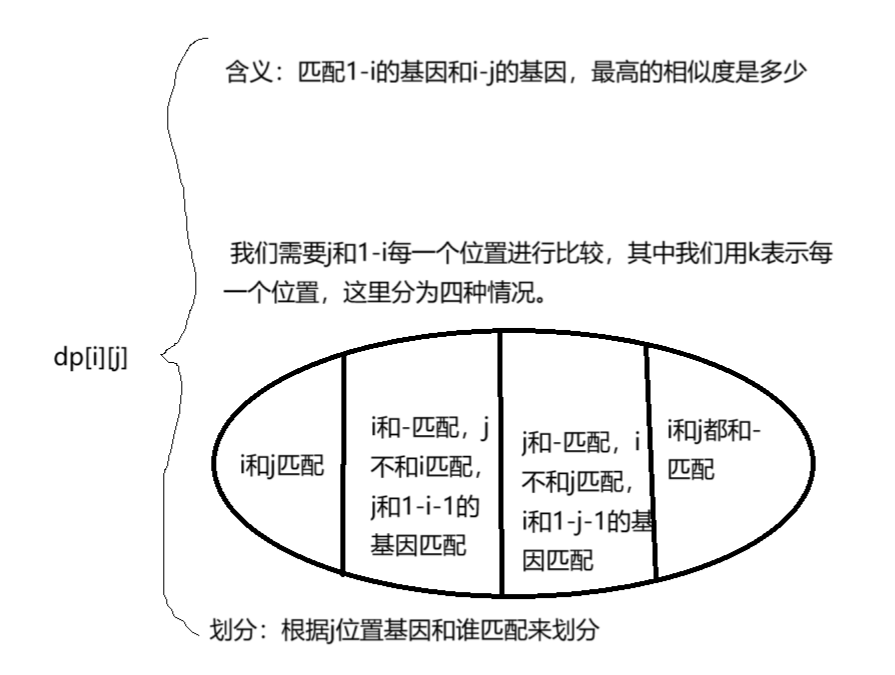 含义：匹配1-i的基因和i-j的基因，最高的相似度是多少
我们需要j和1-i每一个位置进行比较，其中我们用k表示每
一个位置，这里分为四种情况。
dp[i][j]
i和j匹配
i和-匹配，j
不和i匹配，
j和1-i-1的
基因匹配
j和-匹配，i
不和j匹配，
i和1-j-1的基
因匹配
i和j都和-
匹配
划分：根据j位置基因和谁匹配来划分